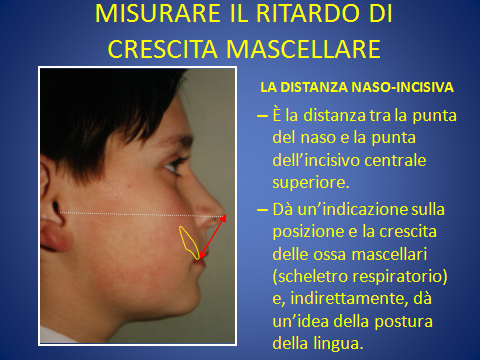 MISURARE IL RITARDO DI
CRESCITA MASCELLARE
LA DISTANZA NASO-INCISIVA
– È la distanza tra la punta
del naso e la punta
dell'incisivo centrale
superiore.
– Dà un'indicazione sulla
posizione e la crescita
delle ossa mascellari
(scheletro respiratorio)
e, indirettamente, dà
un'idea della postura
della lingua.